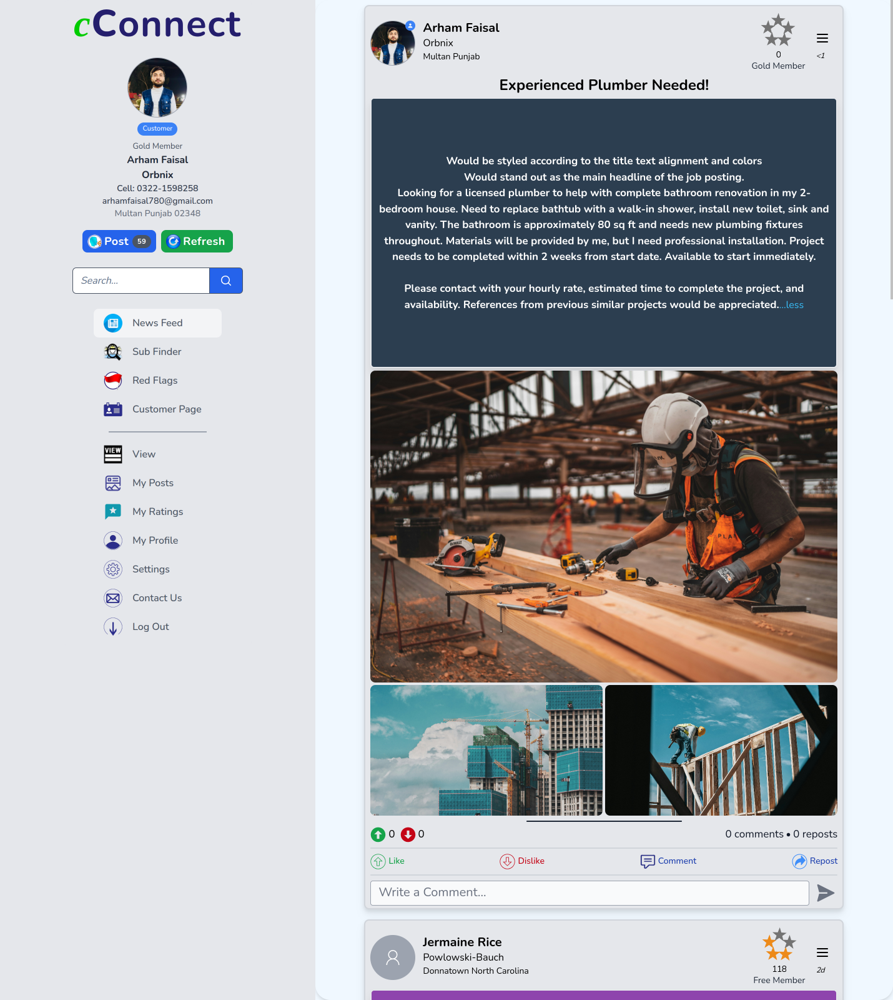 cConnect
Customer
Gold Member
Arham Faisal
Orbnix
Cell: 0322-1598258
arhamfaisal780@gmail.com
Multan Punjab 02348
Post 59
Refresh
Search...
News Feed
Sub Finder
Red Flags
Customer Page
VIEW
View
My Posts
My Ratings
My Profile
Settings
Contact Us
Log Out
Arham Faisal
Orbnix
Multan Punjab
0
Gold Member
<1
Experienced Plumber Needed!
Would be styled according to the title text alignment and colors
Would stand out as the main headline of the job posting.
Looking for a licensed plumber to help with complete bathroom renovation in my 2-
bedroom house. Need to replace bathtub with a walk-in shower, install new toilet, sink and
vanity. The bathroom is approximately 80 sq ft and needs new plumbing fixtures
throughout. Materials will be provided by me, but I need professional installation. Project
needs to be completed within 2 weeks from start date. Available to start immediately.
Please contact with your hourly rate, estimated time to complete the project, and
availability. References from previous similar projects would be appreciated....less
DEWALT
0 0
0 comments • 0 reposts
Like
Dislike
Comment
Repost
Write a Comment...
Jermaine Rice
Powlowski-Bauch
Donnatown North Carolina
118
Free Member
2d